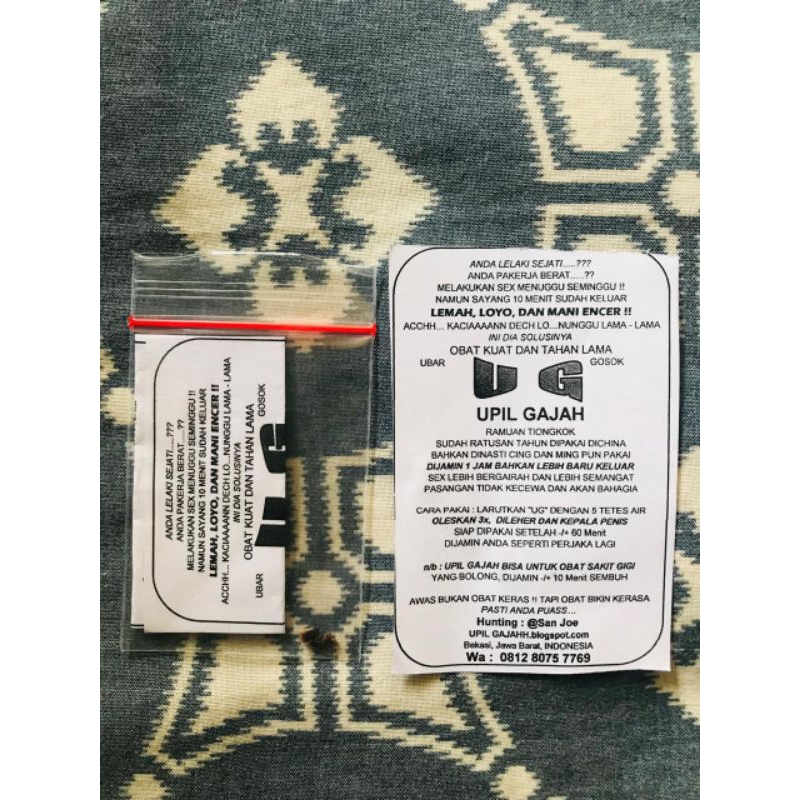 ANDA LELAKI SEJATI.....???
ANDA PAKERJA BERAT.....??
MELAKUKAN SEX MENUGGU SEMINGGU !!
NAMUN SAYANG 10 MENIT SUDAH KELUAR
LEMAH, LOYO, DAN MANI ENCER !!
ACCHH... KACIAAAANN DECH LO...NUNGGU LAMA - LAMA
INI DIA SOLUSINYA
OBAT KUAT DAN TAHAN LAMA
UBAR
GOSOK
UG
ANDA LELAKI SEJATI.....???
ANDA PAKERJA BERAT.....??
MELAKUKAN SEX MENUGGU SEMINGGU !!
NAMUN SAYANG 10 MENIT SUDAH KELUAR
LEMAH, LOYO, DAN MANI ENCER !!
ACCHH... KACIAAAANN DECH LO...NUNGGU LAMA - LAMA
INI DIA SOLUSINYA
OBAT KUAT DAN TAHAN LAMA
UBAR GOSOK
UG
UPIL GAJAH
RAMUAN TIONGKOK
SUDAH RATUSAN TAHUN DIPAKAI DICHINA
BAHKAN DINASTI CING DAN MING PUN PAKAI
DIJAMIN 1 JAM BAHKAN LEBIH BARU KELUAR
SEX LEBIH BERGAIRAH DAN LEBIH SEMANGAT
PASANGAN TIDAK KECEWA DAN AKAN BAHAGIA
CARA PAKAI : LARUTKAN "UG" DENGAN 5 TETES AIR
OLESKAN 3x, DILEHER DAN KEPALA PENIS
SIAP DIPAKAI SETELAH -/+ 60 Menit
DIJAMIN ANDA SEPERTI PERJAKA LAGI
n/b : UPIL GAJAH BISA UNTUK OBAT SAKIT GIGI
YANG BOLONG, DIJAMIN -/+ 10 Menit SEMBUH
AWAS BUKAN OBAT KERAS !! TAPI OBAT BIKIN KERASA
PASTI ANDA PUASS...
Hunting : @San Joe
UPIL GAJAHH.blogspot.com
Bekasi, Jawa Barat, INDONESIA
Wa : 0812 8075 7769